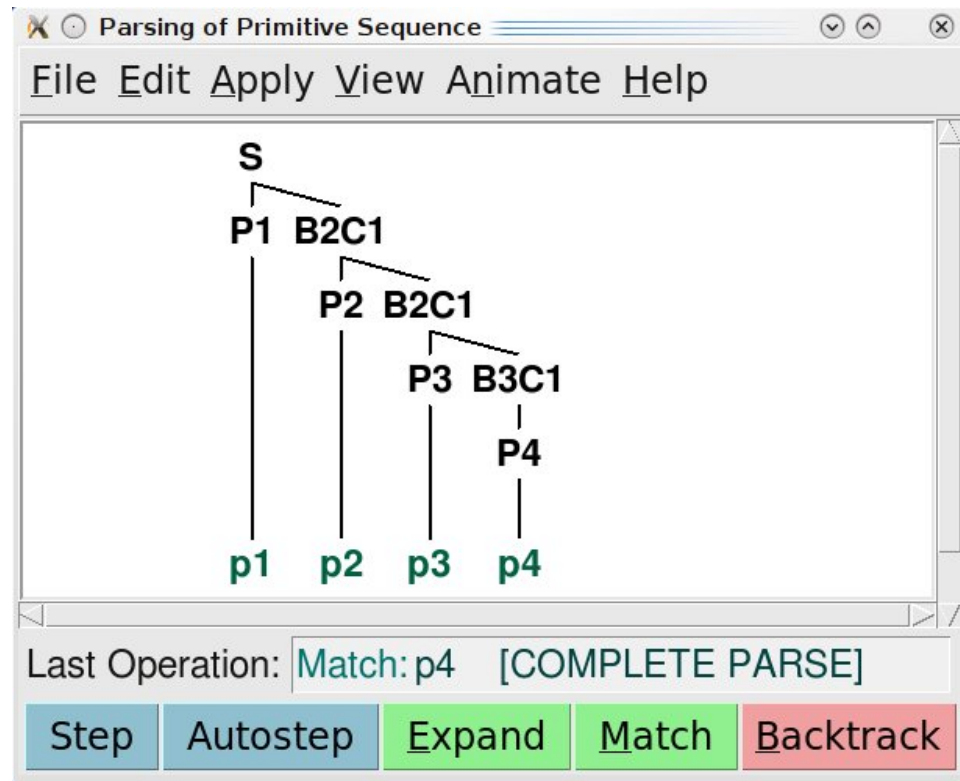 Parsing of Primitive Sequence
File Edit Apply View Animate Help
S
P1 B2C1
P2 B2C1
P3 B3C1
P4
p1 p2 p3 p4
Last Operation: Match: p4 [COMPLETE PARSE]
Step Autostep Expand Match Backtrack